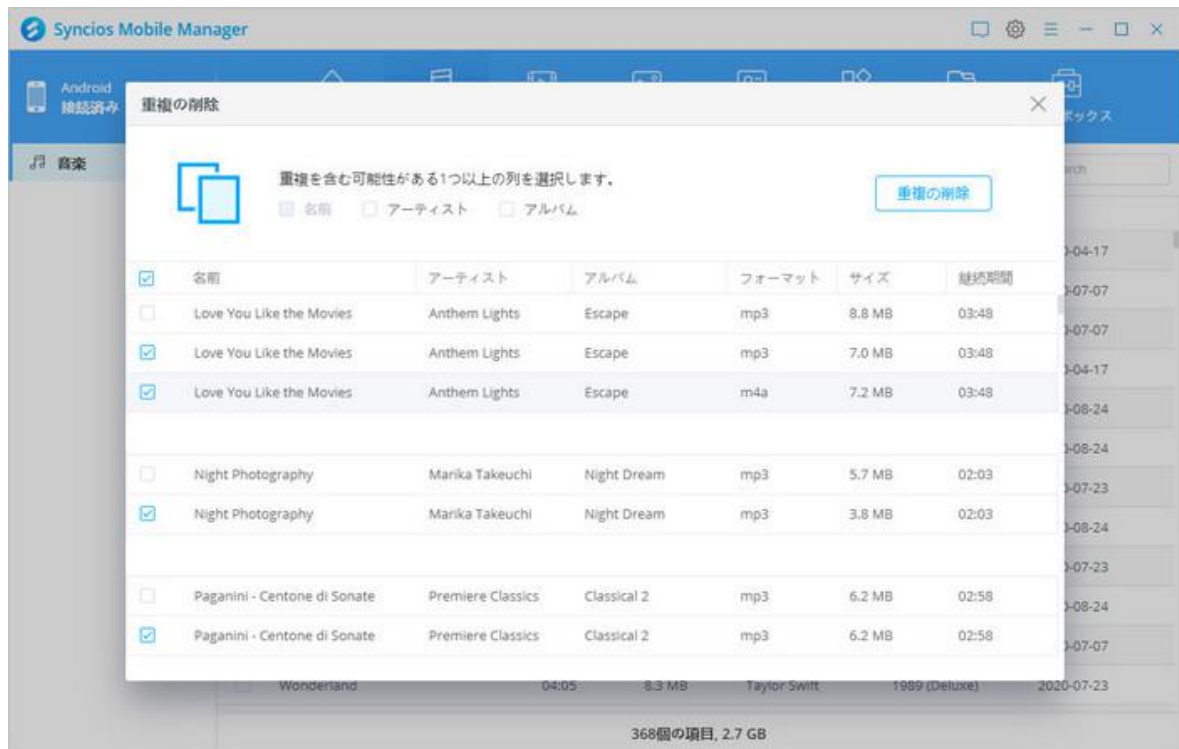 Syncios Mobile Manager
Android
接続済み
重複の削除
音楽
重複を含む可能性がある1つ以上の列を選択します。
名前 アーティスト アルバム
重複の削除
名前 アーティスト アルバム フォーマット サイズ 継続期間
Love You Like the Movies Anthem Lights Escape mp3 8.8 MB 03:48
Love You Like the Movies Anthem Lights Escape mp3 7.0 MB 03:48
Love You Like the Movies Anthem Lights Escape m4a 7.2 MB 03:48
Night Photography Marika Takeuchi Night Dream mp3 5.7 MB 02:03
Night Photography Marika Takeuchi Night Dream mp3 3.8 MB 02:03
Paganini - Centone di Sonate Premiere Classics Classical 2 mp3 6.2 MB 02:58
Paganini - Centone di Sonate Premiere Classics Classical 2 mp3 6.2 MB 02:58
Wonderland 04:05 8.3 MB Taylor Swift 1989 (Deluxe) 2020-07-23
368個の項目, 2.7 GB